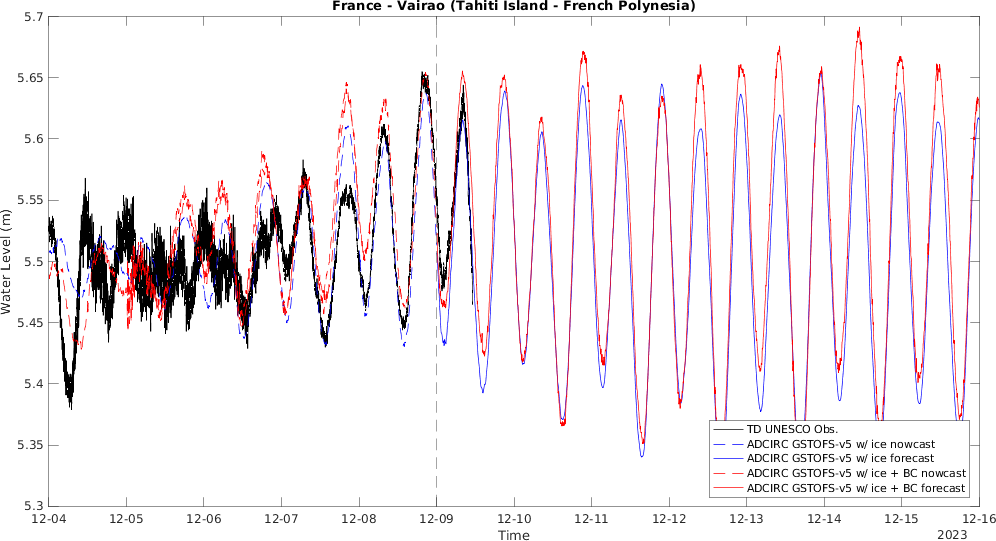 France - Vairao (Tahiti Island - French Polynesia)
5.7
5.65
5.6
5.55
5.5
5.45
5.4
5.35
5.3
Water Level (m)
TD UNESCO Obs.
ADCIRC GSTOFS-v5 w/ ice nowcast
ADCIRC GSTOFS-v5 w/ ice forecast
ADCIRC GSTOFS-v5 w/ ice + BC nowcast
ADCIRC GSTOFS-v5 w/ ice + BC forecast
12-04 12-05 12-06 12-07 12-08 12-09 12-10 12-11 12-12 12-13 12-14 12-15 12-16
Time
2023